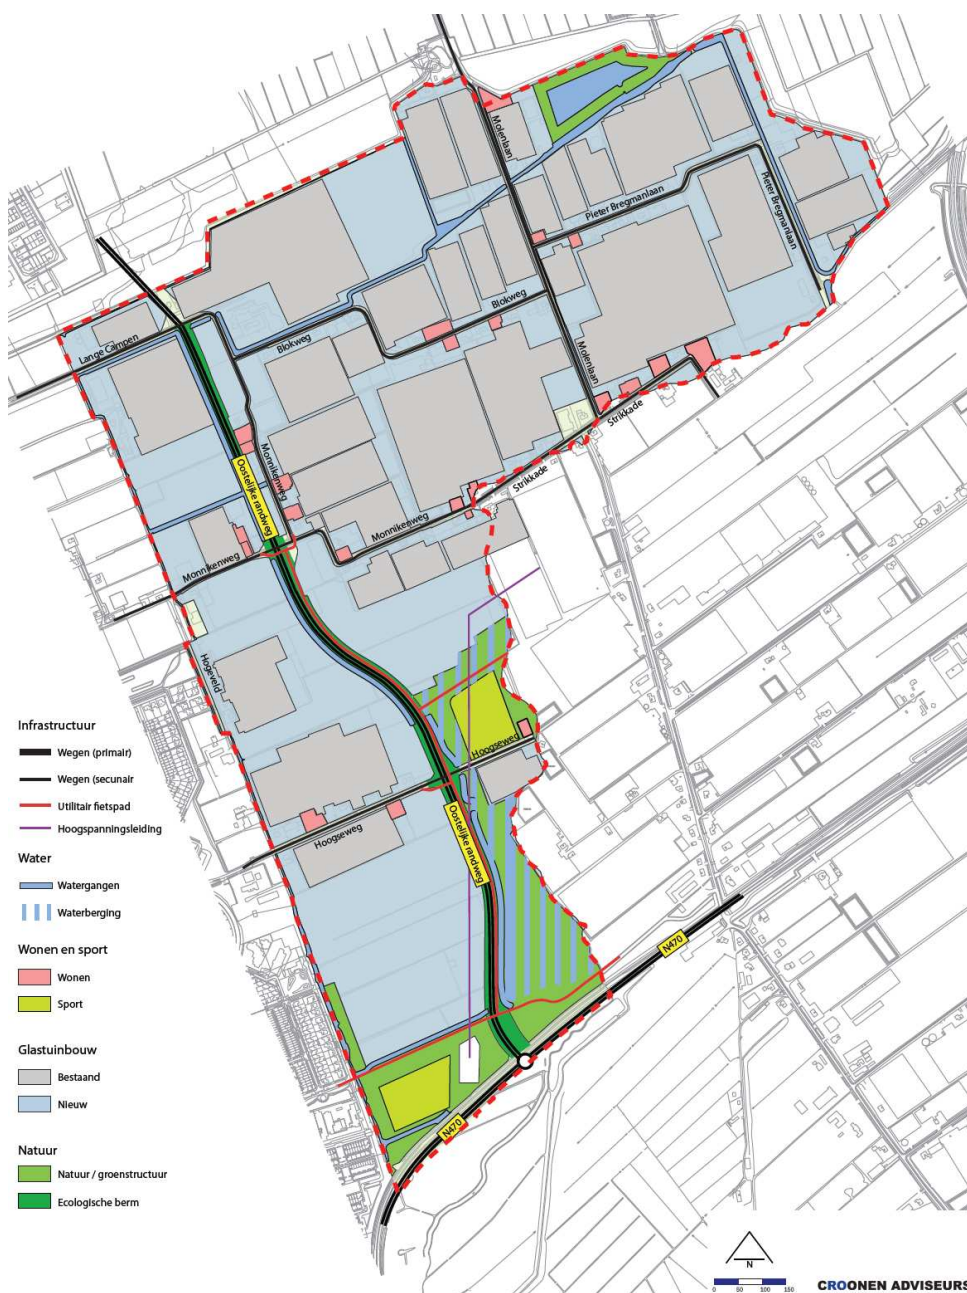 Molenlaan
Pieter Bregmanlaan
Pieter Bregmanlaan
Blokweg
Lange Campen
Blokweg
Molenlaan
Strikkade
Monnikenweg
Oostelijke randweg
Strikkade
Monnikenweg
Monnikenweg
Hogeveld
Hoogseweg
Oostelijke randweg
Hoogseweg
N470
N470
Infrastructuur
Wegen (primair)
Wegen (secunair
Utilitair fietspad
Hoogspanningsleiding
Water
Watergangen
Waterberging
Wonen en sport
Wonen
Sport
Glastuinbouw
Bestaand
Nieuw
Natuur
Natuur / groenstructuur
Ecologische berm
N
0 50 100 150
CROONEN ADVISEURS